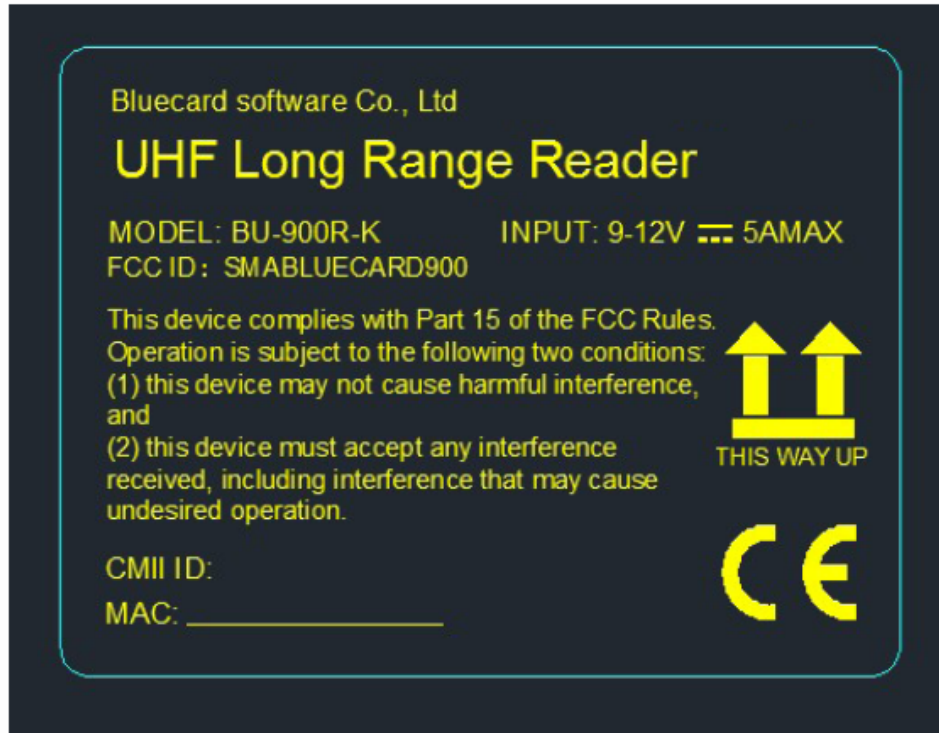 Bluecard software Co., Ltd
UHF Long Range Reader
MODEL: BU-900R-K INPUT: 9-12V ⎓ 5AMAX
FCC ID: SMABLUECARD900
This device complies with Part 15 of the FCC Rules.
Operation is subject to the following two conditions:
(1) this device may not cause harmful interference,
and
(2) this device must accept any interference
received, including interference that may cause
undesired operation.
THIS WAY UP
CMII ID:
MAC: _________________
CE